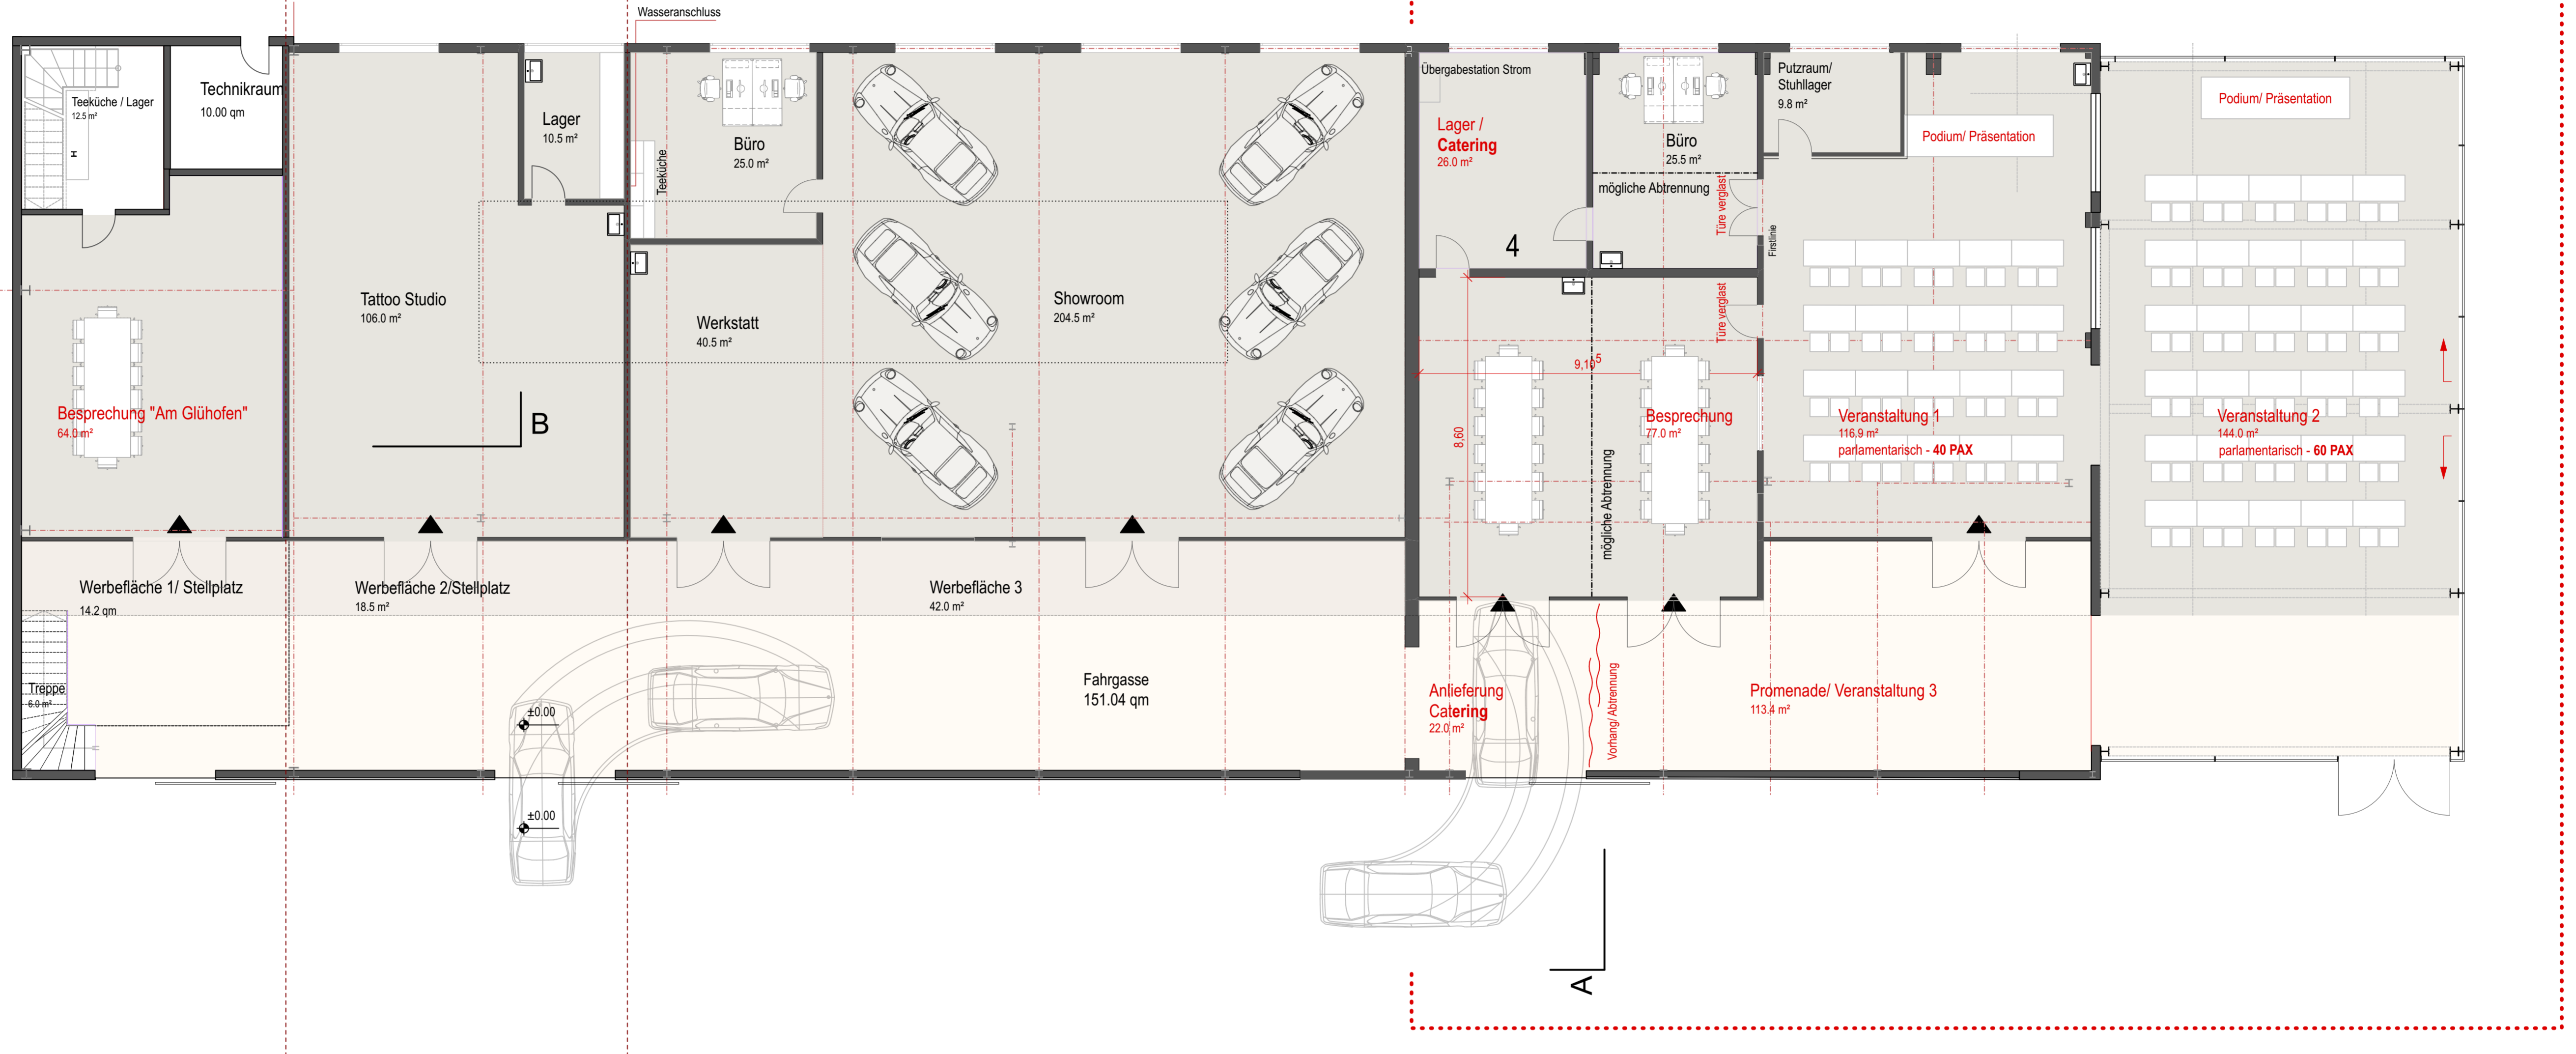 Wasseranschluss
Teeküche / Lager
12.5 m²
H
Technikraum
10.00 qm
Lager
10.5 m²
Teeküche
Büro
25.0 m²
Tattoo Studio
106.0 m²
Werkstatt
40.5 m²
Showroom
204.5 m²
Besprechung "Am Glühofen"
64.0 m²
B
Übergabestation Strom
Lager /
Catering
26.0 m²
4
Büro
25.5 m²
mögliche Abtrennung
Türe verglast
Türe verglast
Putzraum/
Stuhllager
9.8 m²
Firstlinie
Podium/ Präsentation
Podium/ Präsentation
9,10⁵
8,60
Besprechung
77.0 m²
mögliche Abtrennung
Veranstaltung 1
116.9 m²
parlamentarisch - 40 PAX
Veranstaltung 2
144.0 m²
parlamentarisch - 60 PAX
Werbefläche 1/ Stellplatz
14.2 qm
Werbefläche 2/Stellplatz
18.5 m²
Werbefläche 3
42.0 m²
Treppe
6.0 m²
±0.00
±0.00
Fahrgasse
151.04 qm
Anlieferung
Catering
22.0 m²
Vorhang/ Abtrennung
Promenade/ Veranstaltung 3
113.4 m²
A